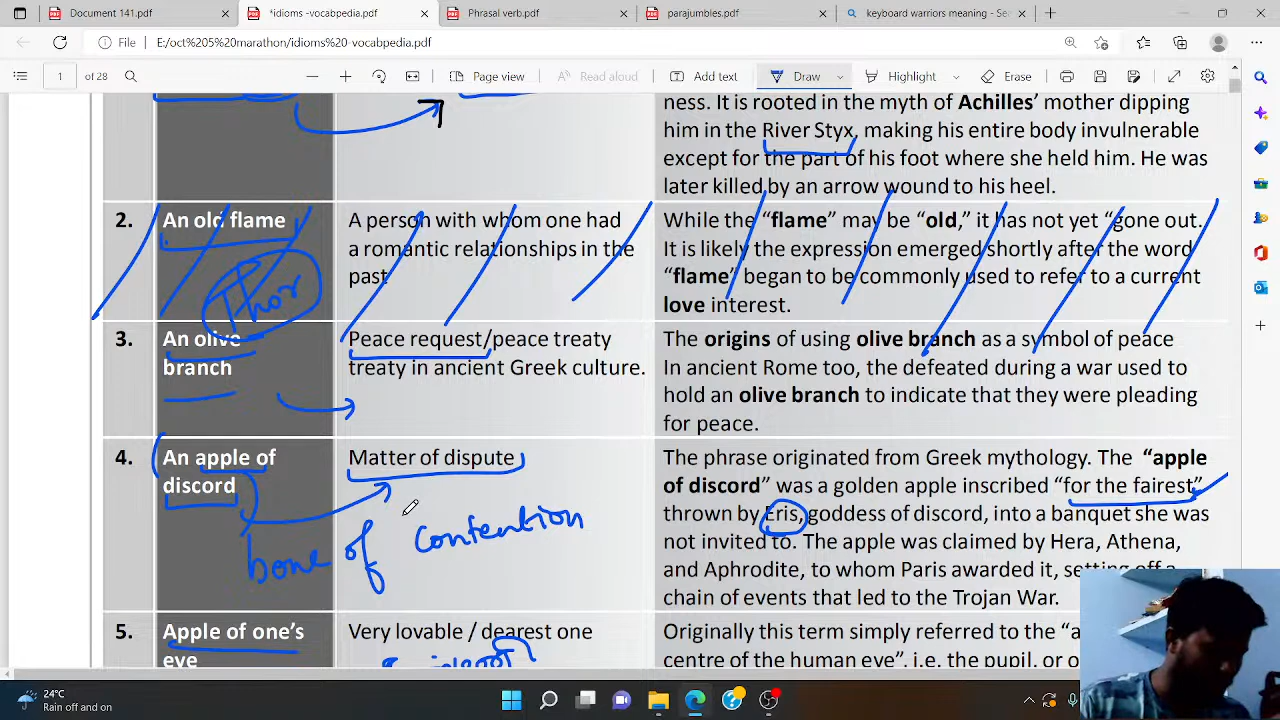 Document 141.pdf
*idioms -vocabpedia.pdf
Phrasal verb.pdf
parajumbles.pdf
keyboard warriors meaning - Se
File
E:/oct%205%20marathon/idioms%20-vocabpedia.pdf
1 of 28
Page view
Read aloud
Add text
Draw
Highlight
Erase
ness. It is rooted in the myth of Achilles' mother dipping
him in the River Styx, making his entire body invulnerable
except for the part of his foot where she held him. He was
later killed by an arrow wound to his heel.
2.
An old flame
Thor
A person with whom one had
a romantic relationships in the
past
While the "flame" may be "old," it has not yet "gone out.
It is likely the expression emerged shortly after the word
"flame" began to be commonly used to refer to a current
love interest.
3.
An olive
branch
Peace request/peace treaty
treaty in ancient Greek culture.
The origins of using olive branch as a symbol of peace
In ancient Rome too, the defeated during a war used to
hold an olive branch to indicate that they were pleading
for peace.
4.
An apple of
discord
Matter of dispute
bone of contention
The phrase originated from Greek mythology. The "apple
of discord" was a golden apple inscribed "for the fairest"
thrown by Eris, goddess of discord, into a banquet she was
not invited to. The apple was claimed by Hera, Athena,
and Aphrodite, to whom Paris awarded it, setting off a
chain of events that led to the Trojan War.
5.
Apple of one's
eye
Very lovable / dearest one
Originally this term simply referred to the "a
centre of the human eye", i.e. the pupil, or o
24°C
Rain off and on